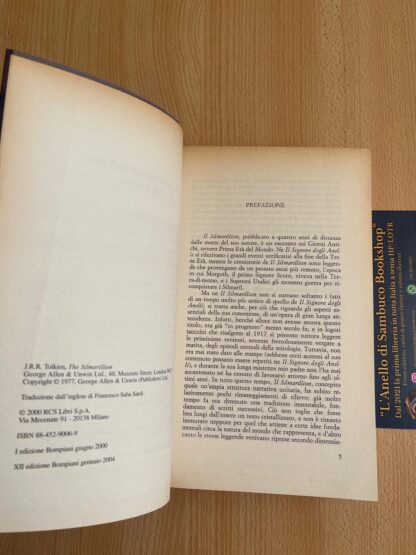 J.R.R. Tolkien, The Silmarillion
George Allen & Unwin Ltd., 40, Museum Street, London WC
Copyright © 1977, George Allen & Unwin (Publishers) Ltd.
Traduzione dall'inglese di Francesco Saba Sardi
© 2000 RCS Libri S.p.A.
Via Mecenate 91 - 20138 Milano
ISBN 88-452-9006-9
I edizione Bompiani giugno 2000
XII edizione Bompiani gennaio 2004
PREFAZIONE
Il Silmarillion, pubblicato a quattro anni di distanza
dalla morte del suo autore, è un racconto sui Giorni Anti-
chi, ovvero Prima Età del Mondo. Ne Il Signore degli Anel-
li si riferivano i grandi eventi verificatisi alla fine della Terza
Età, mentre le
di Il Silmarillion sono leggen-
de che provengono da un passato assai più remoto, l'epoca
in cui Morgoth, il primo Signore Scuro, viveva nella Ter-
ra-di-mezzo, e i Supremi Undici gli mossero guerra per ri-
conquistare i Silmaril.
Ma ne Il Silmarillion non si narrano soltanto i fatti
di un tempo molto più antico di quello de Il Signore degli
Anelli; si tratta anche, per ciò che riguarda gli aspetti es-
senziali della sua concezione, di un'opera di gran lunga an-
tecedente. Infatti, benché allora non avesse ancora questo
titolo, era già "in progress" mezzo secolo fa; e in logori
taccuini che risalgono al 1917 si possono tuttora leggere
le primissime versioni, sovente frettolosamente tracciate a
matita, degli episodi centrali della mitologia. Tuttavia, non
era mai stato dato alle stampe (sebbene certi accenni al suo
contenuto possano essere reperiti ne Il Signore degli Anel-
li), e durante la sua lunga esistenza mio padre non l'ha mai
accantonato né ha cessato di lavorarvi attorno fino agli ul-
timi anni. In tutto questo tempo, Il Silmarillion, concepito
semplicemente quale ampia struttura narrativa unitaria, ha subito re-
lativamente pochi rimaneggiamenti di rilievo; già molto
tempo fa era divenuto una tradizione immutabile, fon-
dale di scritti successivi. Ciò non toglie che fosse
ben lungi dall'essere un testo cristallizzato, e non è rimasto
immutato neppure per quel che attiene a certe idee fonda-
mentali circa la natura del mondo che rappresenta, e d'altro
canto le stesse leggende venivano riprese secondo dimensio-
5
"L'Anello di Sambuco Bookshop"
Dal 2021 la prima libreria in tutta Italia a tema HP/LOTR